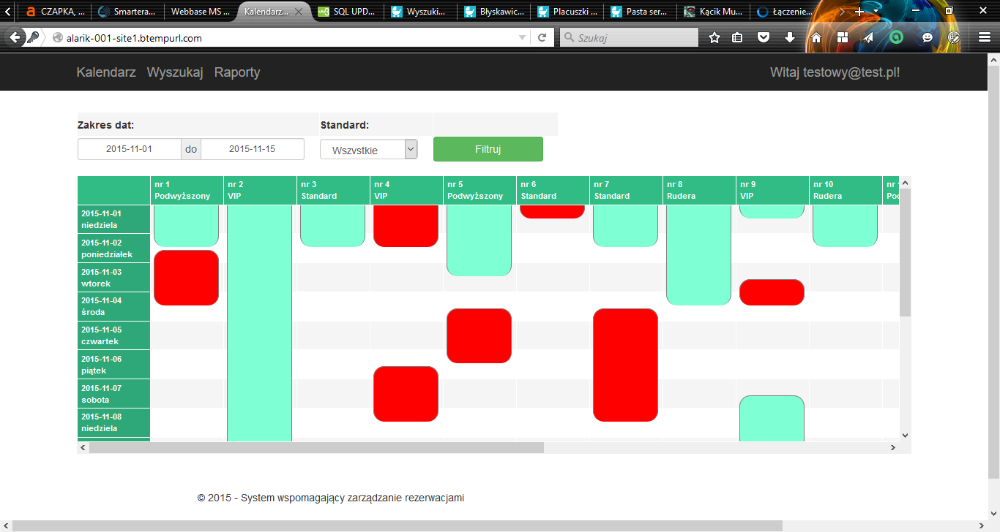 CZAPKA, ...
Smartera...
Webbase MS ...
Kalendarz...
SQL UPD...
Wyszuki...
Błyskawic...
Placuszki ...
Pasta ser...
Kącik Mu...
Łączenie...
alarik-001-site1.btempurl.com
Szukaj
Kalendarz Wyszukaj Raporty
Witaj testowy@test.pl!
Zakres dat: Standard:
2015-11-01 do 2015-11-15 Wszystkie Filtruj
nr 1 nr 2 nr 3 nr 4 nr 5 nr 6 nr 7 nr 8 nr 9 nr 10
Podwyższony VIP Standard VIP Podwyższony Standard Standard Rudera VIP Rudera
2015-11-01
niedziela
2015-11-02
poniedziałek
2015-11-03
wtorek
2015-11-04
środa
2015-11-05
czwartek
2015-11-06
piątek
2015-11-07
sobota
2015-11-08
niedziela
© 2015 - System wspomagający zarządzanie rezerwacjami